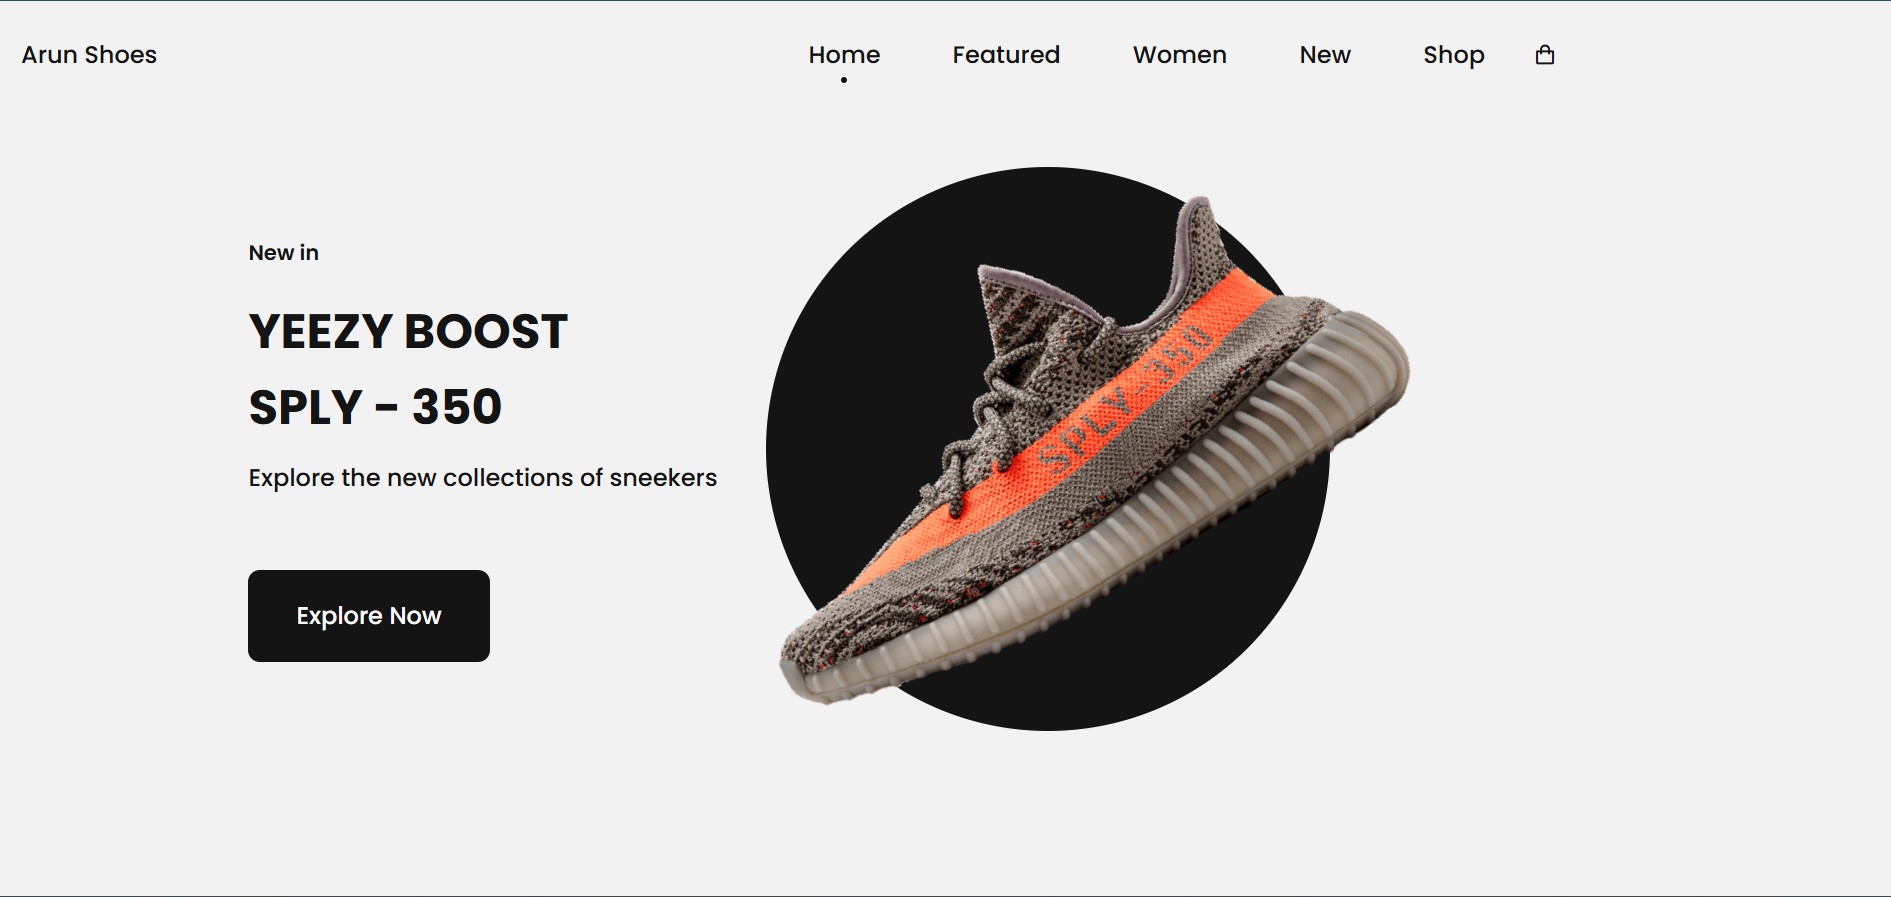 Arun Shoes
Home Featured Women New Shop
New in
YEEZY BOOST
SPLY - 350
Explore the new collections of sneekers
Explore Now
SPLY-350